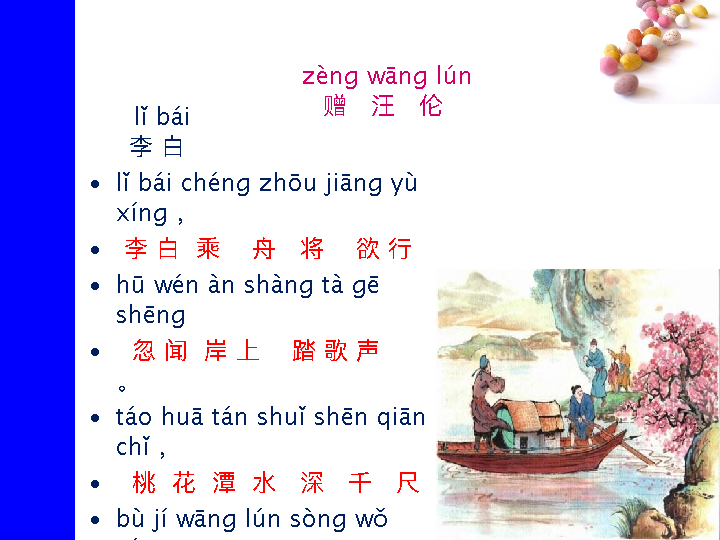 zèng wāng lún
赠 汪 伦
lǐ bái
李 白
• lǐ bái chéng zhōu jiāng yù
xíng ,
• 李 白 乘 舟 将 欲 行
• hū wén àn shàng tà gē
shēng
• 忽 闻 岸 上 踏 歌 声
。
• táo huā tán shuǐ shēn qiān
chǐ ,
• 桃 花 潭 水 深 千 尺
• bù jí wāng lún sòng wǒ